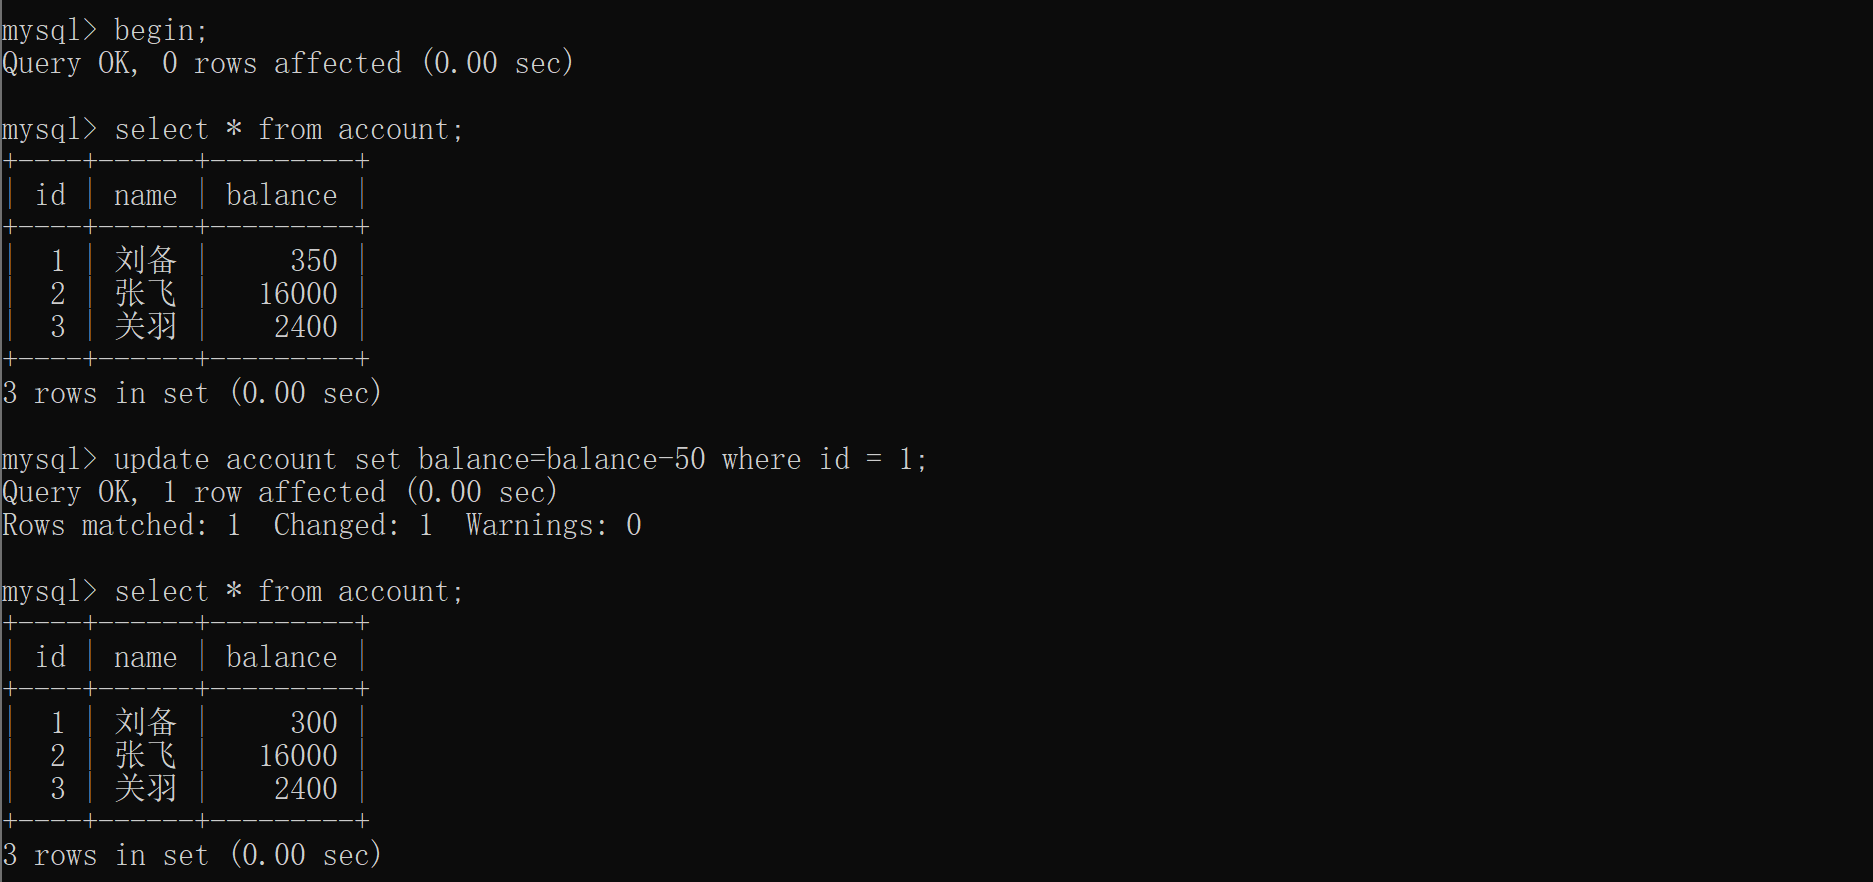 mysql> begin;
Query OK, 0 rows affected (0.00 sec)
mysql> select * from account;
+----+------+---------+
| id | name | balance |
+----+------+---------+
|  1 | 刘备 |     350 |
|  2 | 张飞 |   16000 |
|  3 | 关羽 |    2400 |
+----+------+---------+
3 rows in set (0.00 sec)
mysql> update account set balance=balance-50 where id = 1;
Query OK, 1 row affected (0.00 sec)
Rows matched: 1  Changed: 1  Warnings: 0
mysql> select * from account;
+----+------+---------+
| id | name | balance |
+----+------+---------+
|  1 | 刘备 |     300 |
|  2 | 张飞 |   16000 |
|  3 | 关羽 |    2400 |
+----+------+---------+
3 rows in set (0.00 sec)